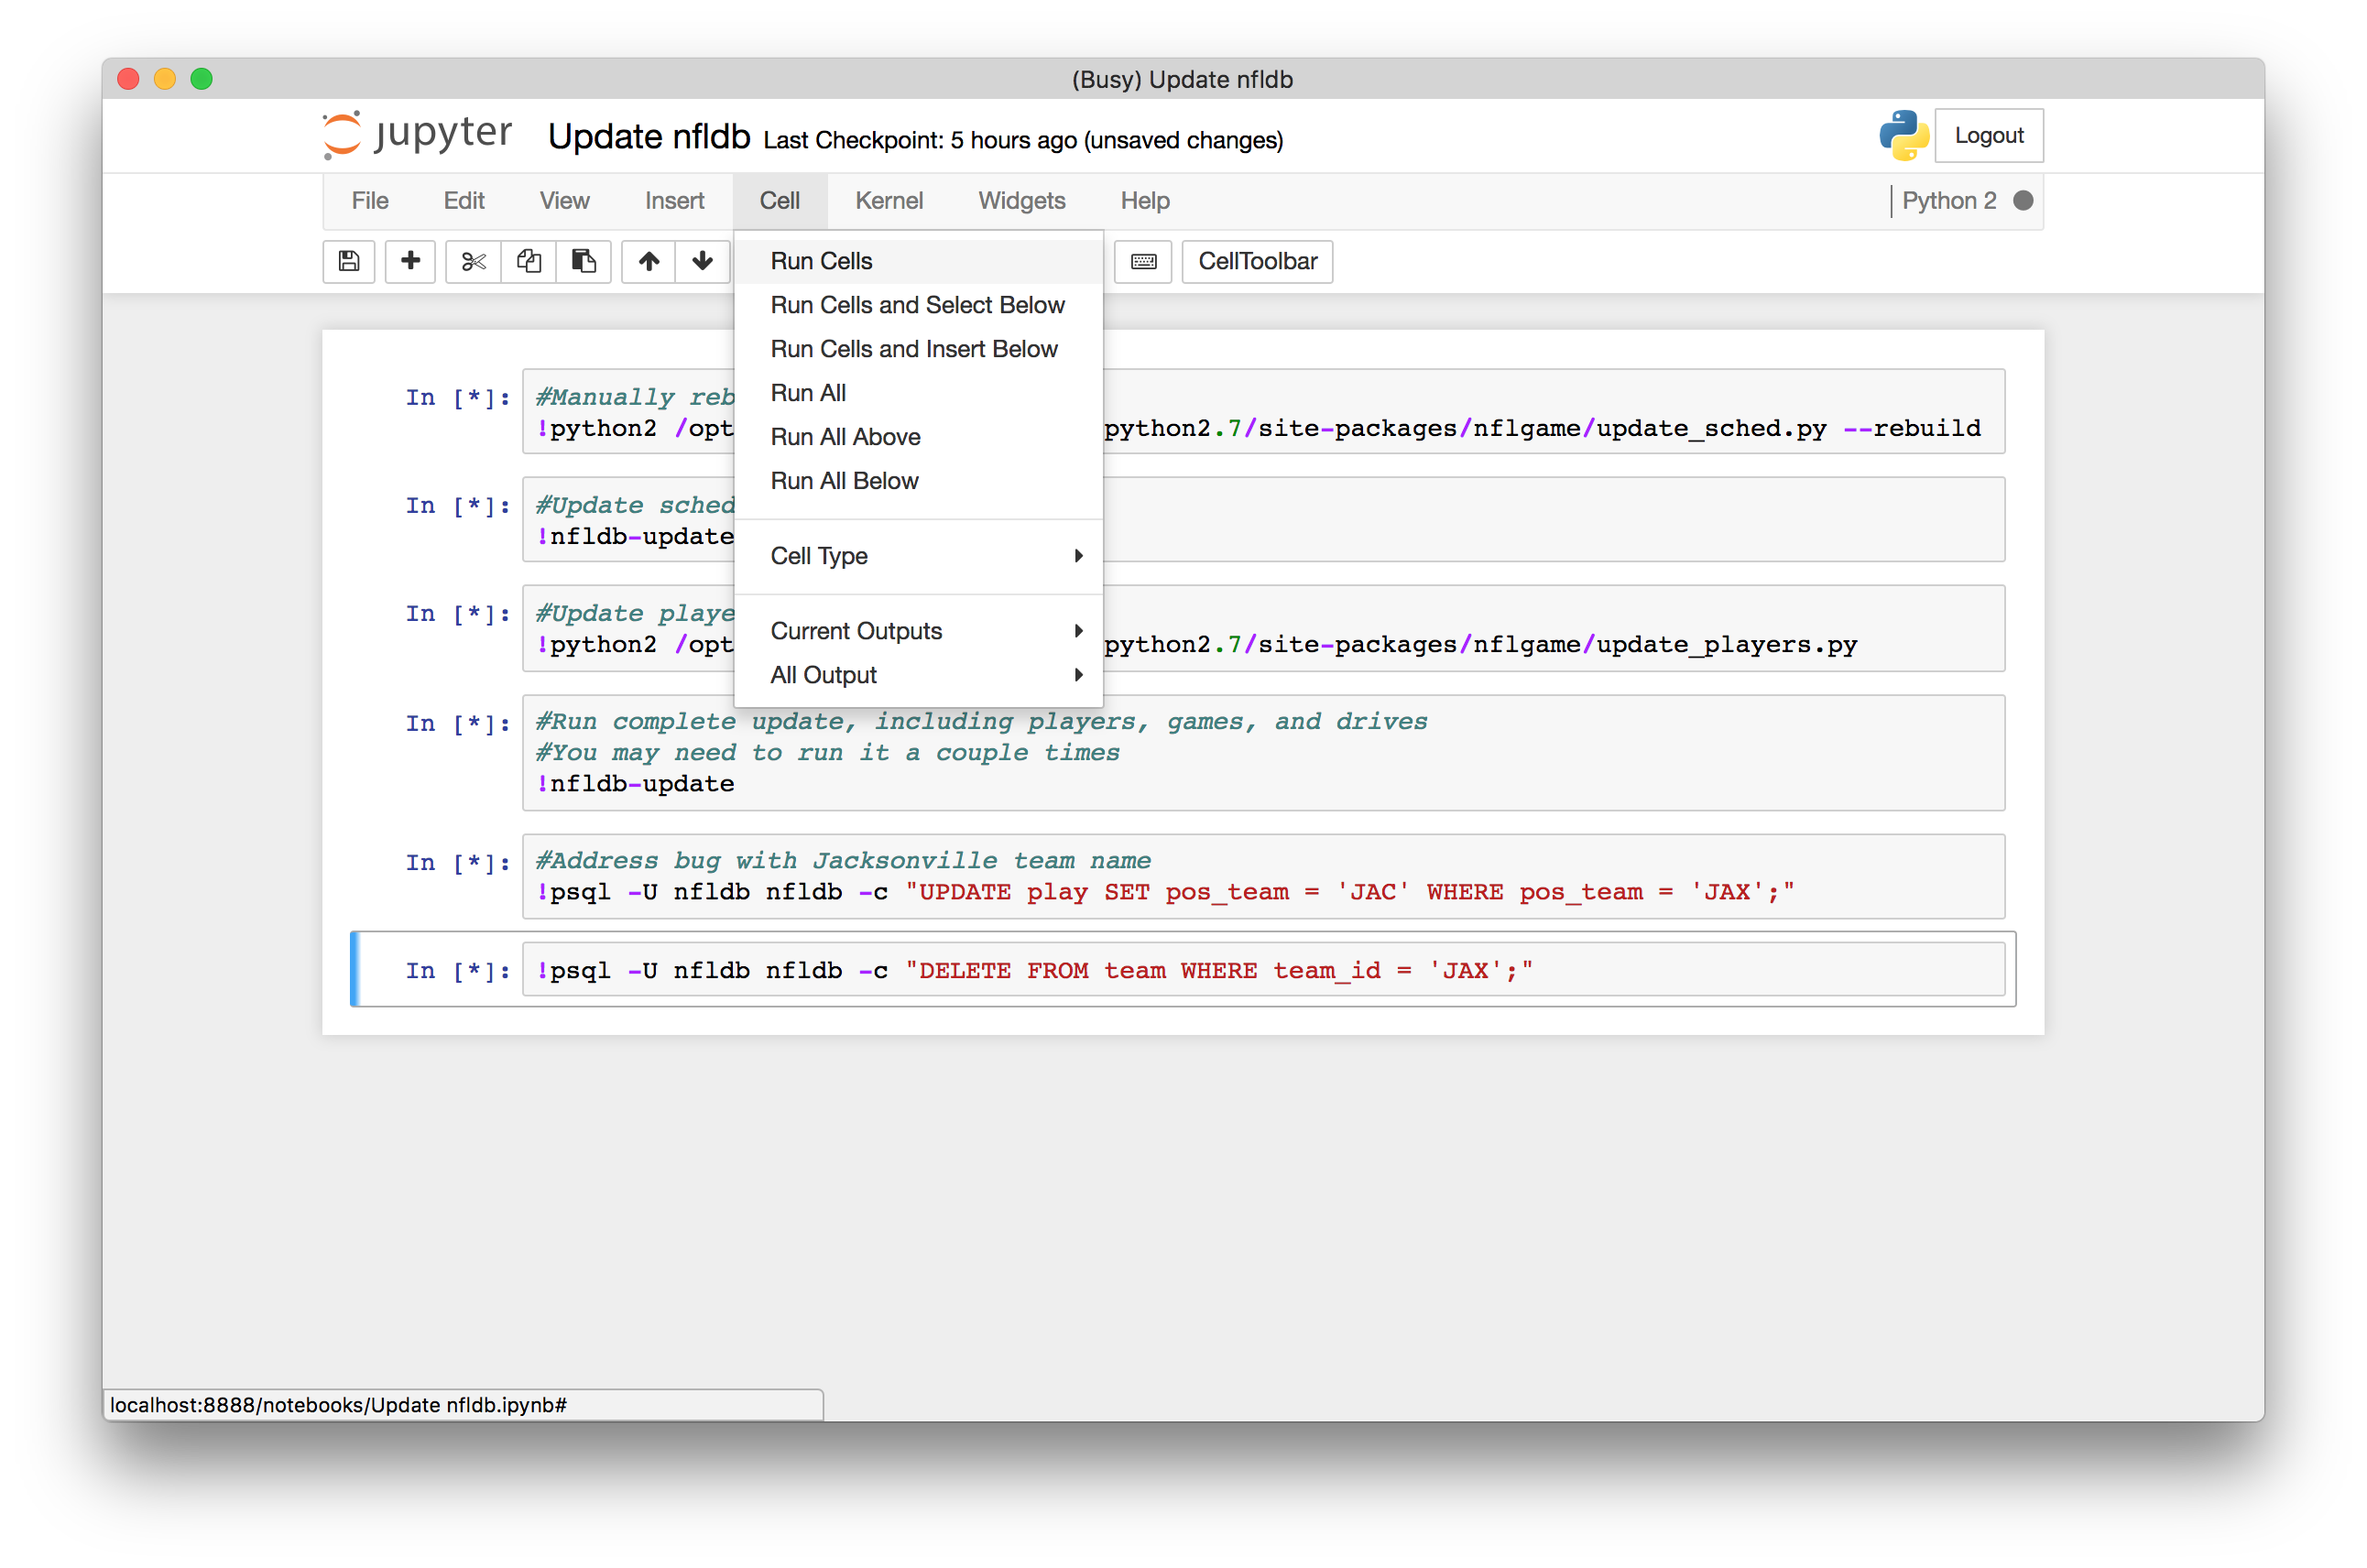 (Busy) Update nfldb
jupyter Update nfldb Last Checkpoint: 5 hours ago (unsaved changes)
Logout
File Edit View Insert Cell Kernel Widgets Help
Python 2
CellToolbar
Run Cells
Run Cells and Select Below
Run Cells and Insert Below
Run All
Run All Above
Run All Below
Cell Type
Current Outputs
All Output
In [*]: #Manually reb
!python2 /opt python2.7/site-packages/nflgame/update_sched.py --rebuild
In [*]: #Update sched
!nfldb-update
In [*]: #Update playe
!python2 /opt python2.7/site-packages/nflgame/update_players.py
In [*]: #Run complete update, including players, games, and drives
#You may need to run it a couple times
!nfldb-update
In [*]: #Address bug with Jacksonville team name
!psql -U nfldb nfldb -c "UPDATE play SET pos_team = 'JAC' WHERE pos_team = 'JAX';"
In [*]: !psql -U nfldb nfldb -c "DELETE FROM team WHERE team_id = 'JAX';"
localhost:8888/notebooks/Update nfldb.ipynb#